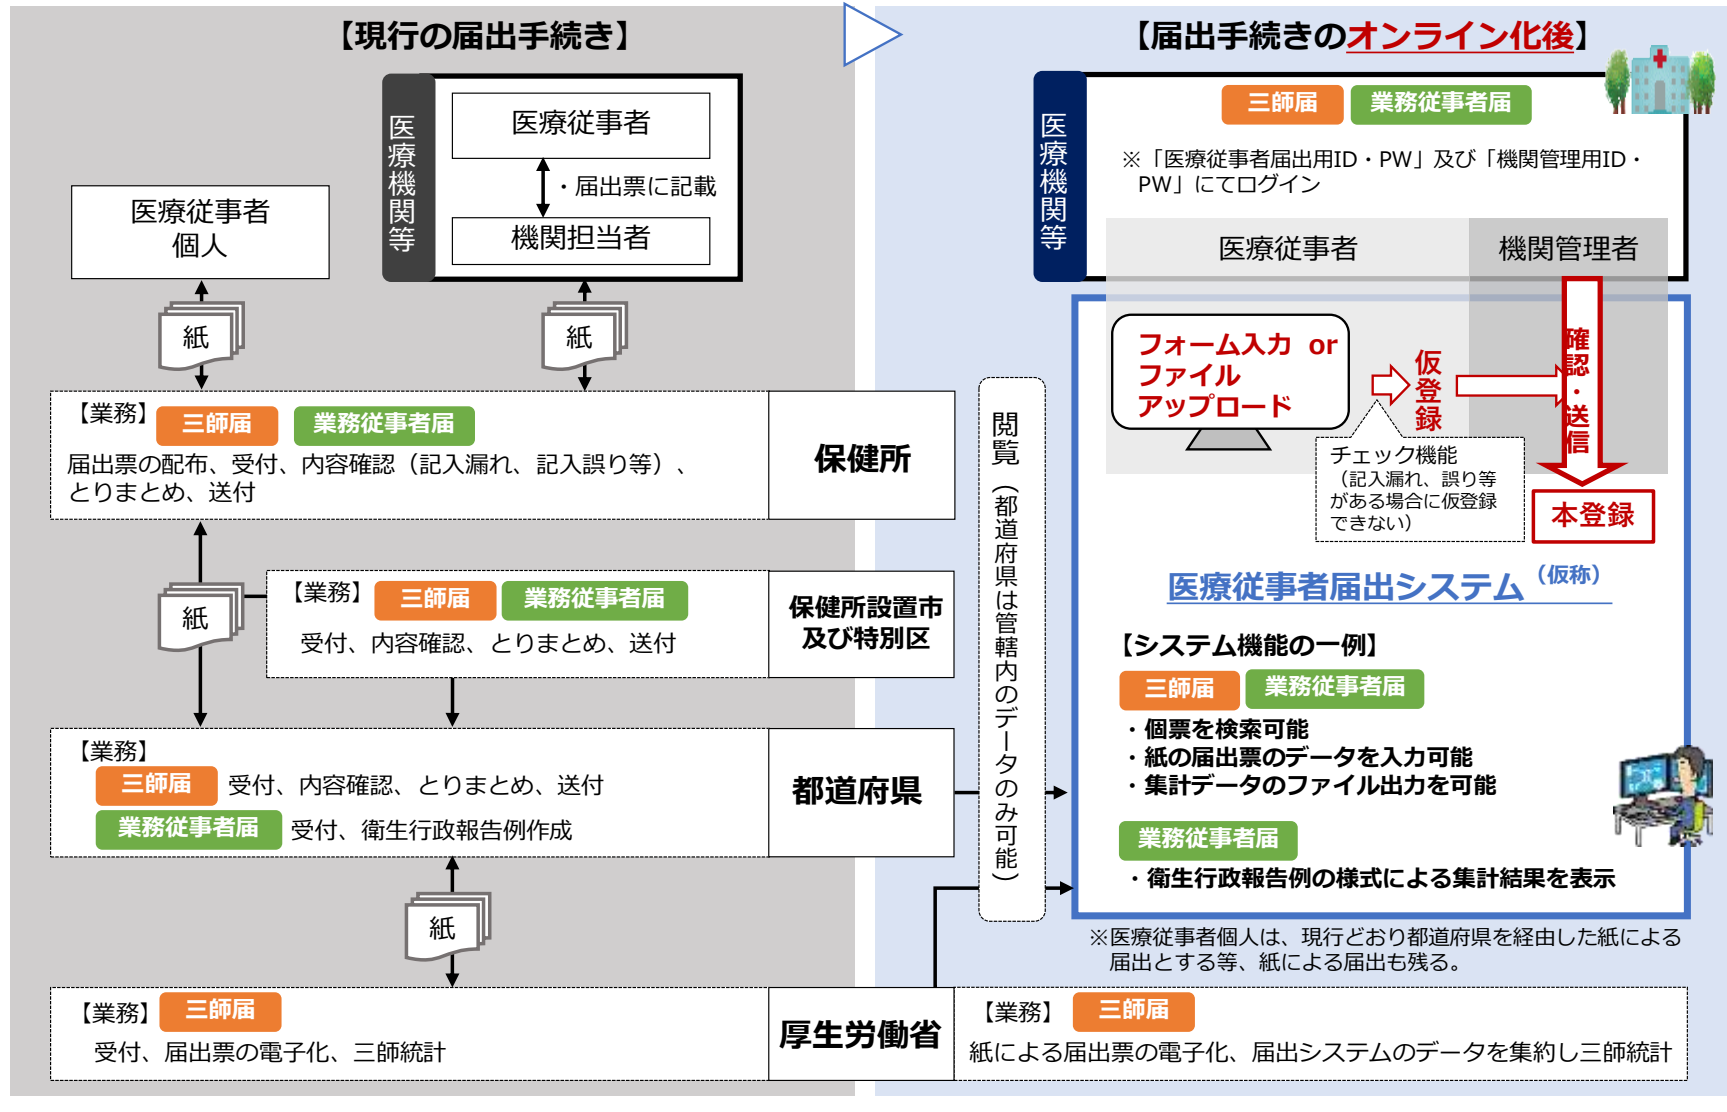 【現行の届出手続き】
医療機関等
医療従事者
・届出票に記載
機関担当者
医療従事者
個人
紙
紙
【業務】 三師届 業務従事者届
届出票の配布、受付、内容確認（記入漏れ、記入誤り等）、
とりまとめ、送付
保健所
紙
【業務】 三師届 業務従事者届
受付、内容確認、とりまとめ、送付
保健所設置市
及び特別区
【業務】
三師届 受付、内容確認、とりまとめ、送付
業務従事者届 受付、衛生行政報告例作成
都道府県
紙
【業務】 三師届
受付、届出票の電子化、三師統計
厚生労働省
【届出手続きのオンライン化後】
医療機関等
三師届 業務従事者届
※「医療従事者届出用ID・PW」及び「機関管理用ID・
PW」にてログイン
医療従事者
機関管理者
フォーム入力 or
ファイル
アップロード
仮登録
確認・送信
チェック機能
（記入漏れ、誤り等
がある場合に仮登録
できない）
本登録
閲覧（都道府県は管轄内のデータのみ可能）
医療従事者届出システム（仮称）
【システム機能の一例】
三師届 業務従事者届
・個票を検索可能
・紙の届出票のデータを入力可能
・集計データのファイル出力を可能
業務従事者届
・衛生行政報告例の様式による集計結果を表示
※医療従事者個人は、現行どおり都道府県を経由した紙による
届出とする等、紙による届出も残る。
【業務】 三師届
紙による届出票の電子化、届出システムのデータを集約し三師統計